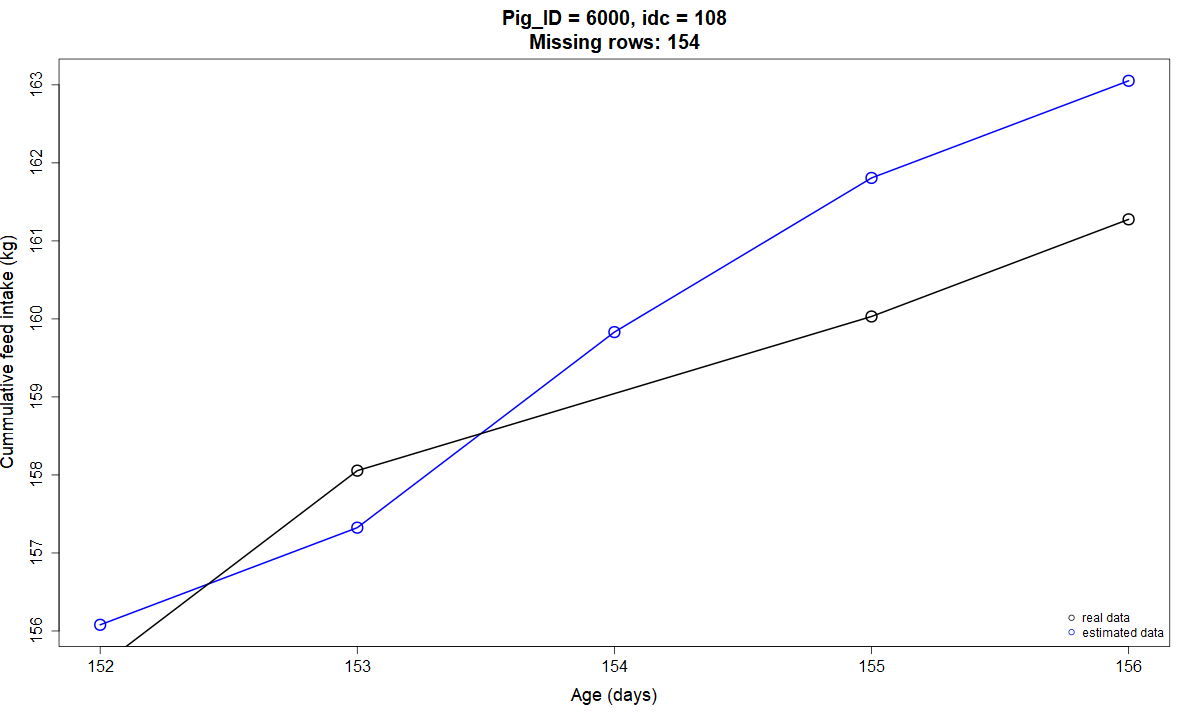 Pig_ID = 6000, idc = 108
Missing rows: 154
Cummulative feed intake (kg)
163
162
161
160
159
158
157
156
152 153 154 155 156
Age (days)
real data
estimated data